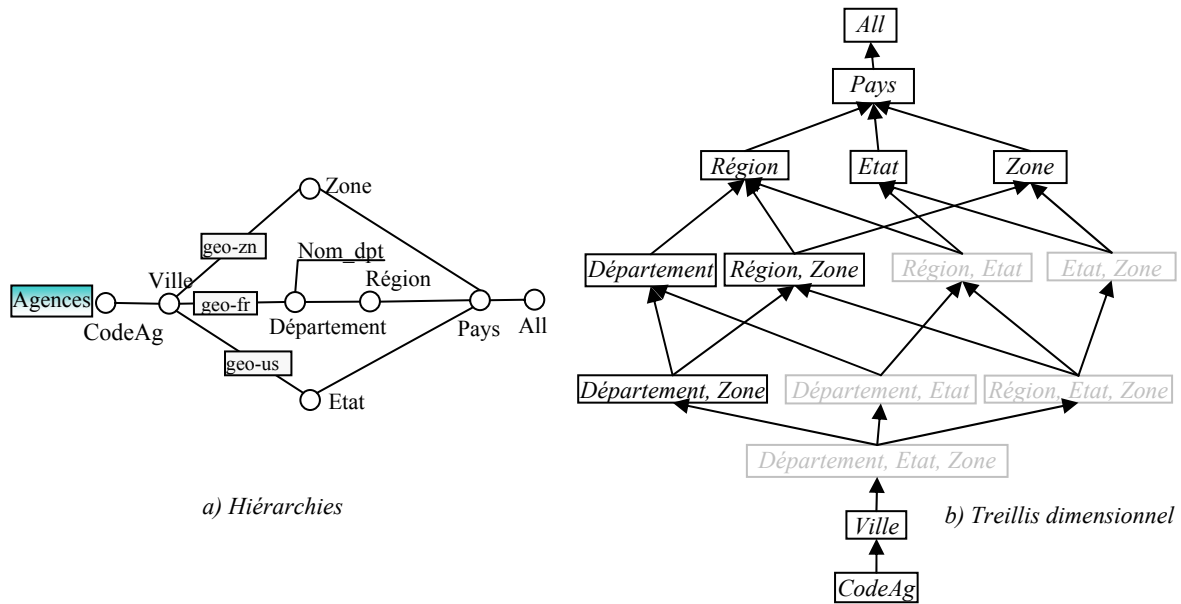 Zone
geo-zn
Nom_dpt
Ville
Région
Agences
geo-fr
CodeAg
Département
Pays
All
geo-us
Etat
a) Hiérarchies
All
Pays
Région
Etat
Zone
Département
Région, Zone
Région, Etat
Etat, Zone
Département, Zone
Département, Etat
Région, Etat, Zone
Département, Etat, Zone
Ville
CodeAg
b) Treillis dimensionnel